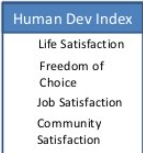 Human Dev Index
Life Satisfaction
Freedom of
Choice
Job Satisfaction
Community
Satisfaction